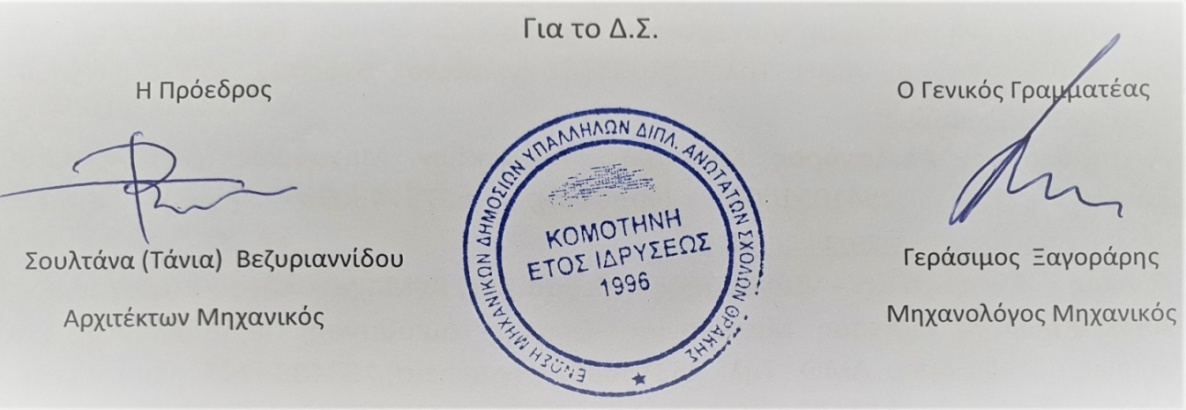 Για το Δ.Σ.
Η Πρόεδρος
Ο Γενικός Γραμματέας
ΕΝΩΣΗ ΜΗΧΑΝΙΚΩΝ ΔΗΜΟΣΙΩΝ ΥΠΑΛΛΗΛΩΝ ΔΙΠΛ. ΑΝΩΤΑΤΩΝ ΣΧΟΛΩΝ ΘΡΑΚΗΣ
ΚΟΜΟΤΗΝΗ
ΕΤΟΣ ΙΔΡΥΣΕΩΣ
1996
Σουλτάνα (Τάνια) Βεζυριαννίδου
Γεράσιμος Ξαγοράρης
Αρχιτέκτων Μηχανικός
Μηχανολόγος Μηχανικός